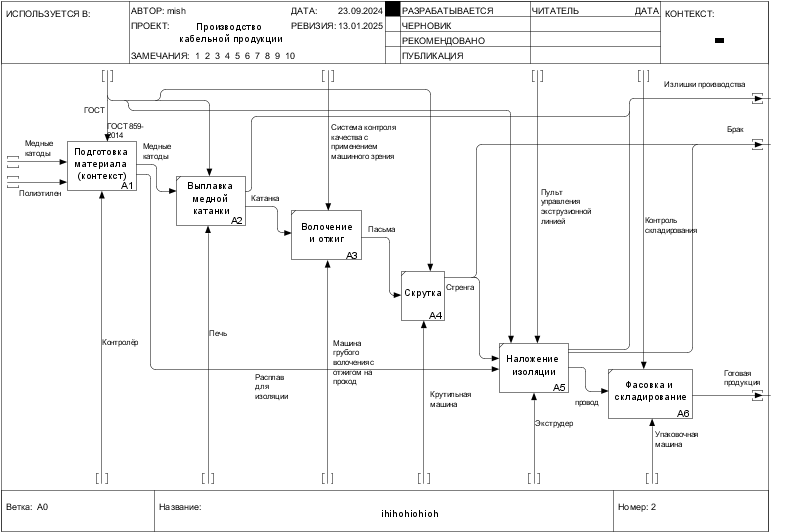 ИСПОЛЬЗУЕТСЯ В:
АВТОР: mish
ДАТА: 23.09.2024
ПРОЕКТ: Производство
кабельной продукции
РЕВИЗИЯ: 13.01.2025
ЗАМЕЧАНИЯ: 1 2 3 4 5 6 7 8 9 10
РАЗРАБАТЫВАЕТСЯ
ЧЕРНОВИК
РЕКОМЕНДОВАНО
ПУБЛИКАЦИЯ
ЧИТАТЕЛЬ
ДАТА
КОНТЕКСТ:
Излишки производства
ГОСТ
ГОСТ 859-
2014
Система контроля
качества с
применением
машинного зрения
Брак
Медные
катоды
Полиэтилен
Подготовка
материала
(контекст)
A1
Медные
катоды
Выплавка
медной
катанки
A2
Катанка
Волочение
и отжиг
A3
Пасьма
Скрутка
A4
Стренга
Пульт
управления
экструзионной
линией
Контроль
складирования
Наложение
изоляции
A5
провод
Фасовка и
складирование
A6
Готовая
продукция
Контролёр
Печь
Машина
грубого
волочения с
отжигом на
проход
Расплав
для
изоляции
Крутильная
машина
Экструдер
Упаковочная
машина
Ветка: A0
Название:
ihihohiohioh
Номер: 2